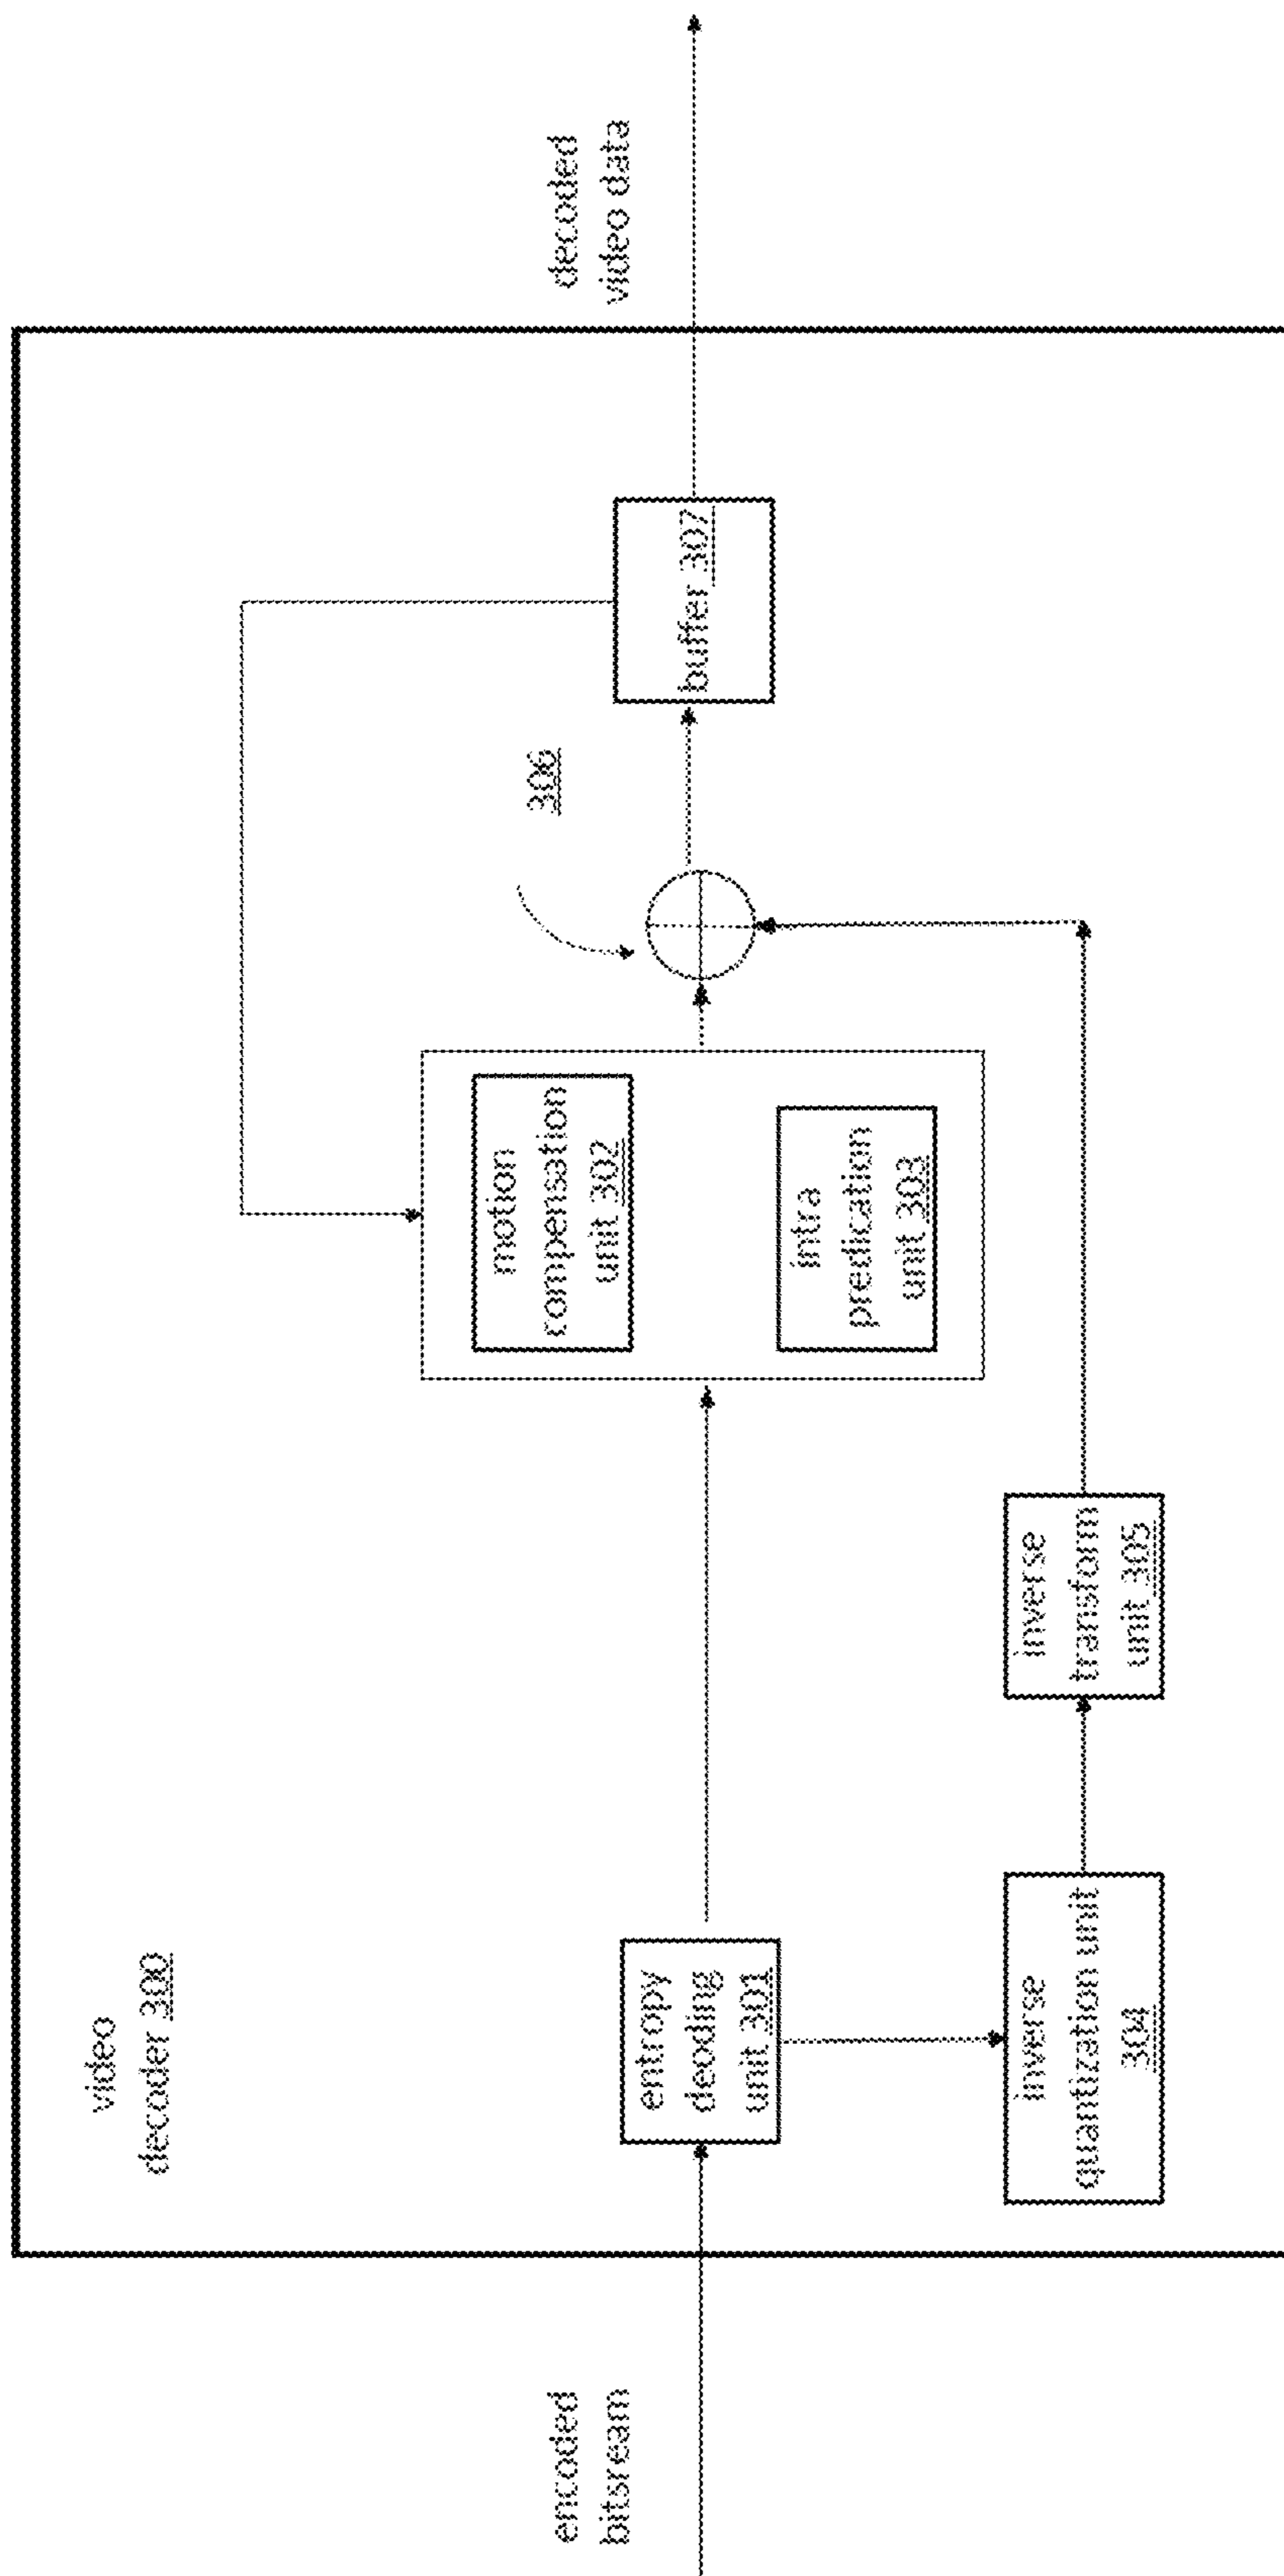 video
decoder 300
encoded
bitsream
entropy
deoding
unit 301
inverse
quantization unit
304
inverse
transform
unit 305
motion
compensation
unit 302
intra
predication
unit 303
306
buffer 307
decoded
video data